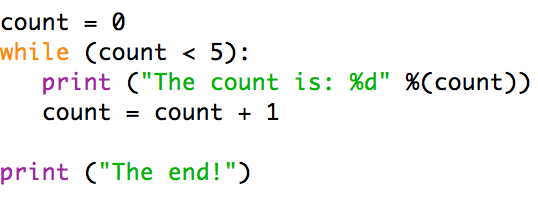 count = 0
while (count < 5):
   print ("The count is: %d" %(count))
   count = count + 1

print ("The end!")